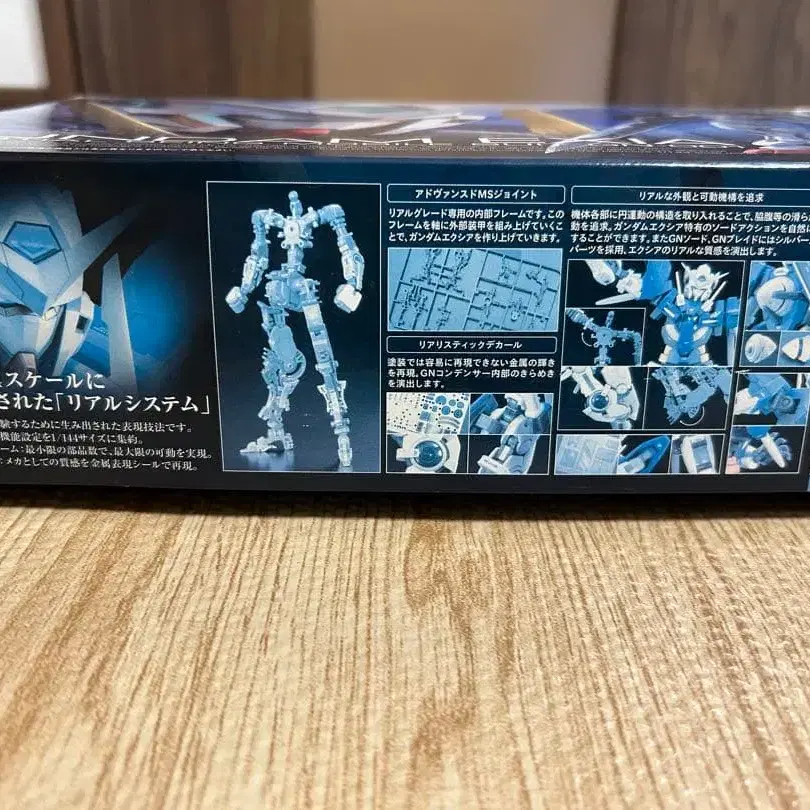 スケールに
された「リアルシステム」
験するために生み出された表現技法です。
機能設定を1/144サイズに集約。
ーム:最小限の部品数で、最大限の可動を実現。
メカとしての質感を金属表現シールで再現。
アドヴァンスドMSジョイント
リアルグレード専用の内部フレームです。この
フレームを軸に外部装甲を組み上げていくこ
とで、ガンダムエクシアを作り上げていきます。
リアリスティックデカール
塗装では容易に再現できない金属の輝き
を再現。GNコンデンサー内部のきらめき
を演出します。
リアルな外観と可動機構を追求
機体各部に円運動の構造を取り入れることで、脇腹等の滑ら
動を追求。ガンダムエクシア特有のソードアクションを自然に
することができます。またGNソード、GNブレイドにはシルバー
パーツを採用、エクシアのリアルな質感を演出します。